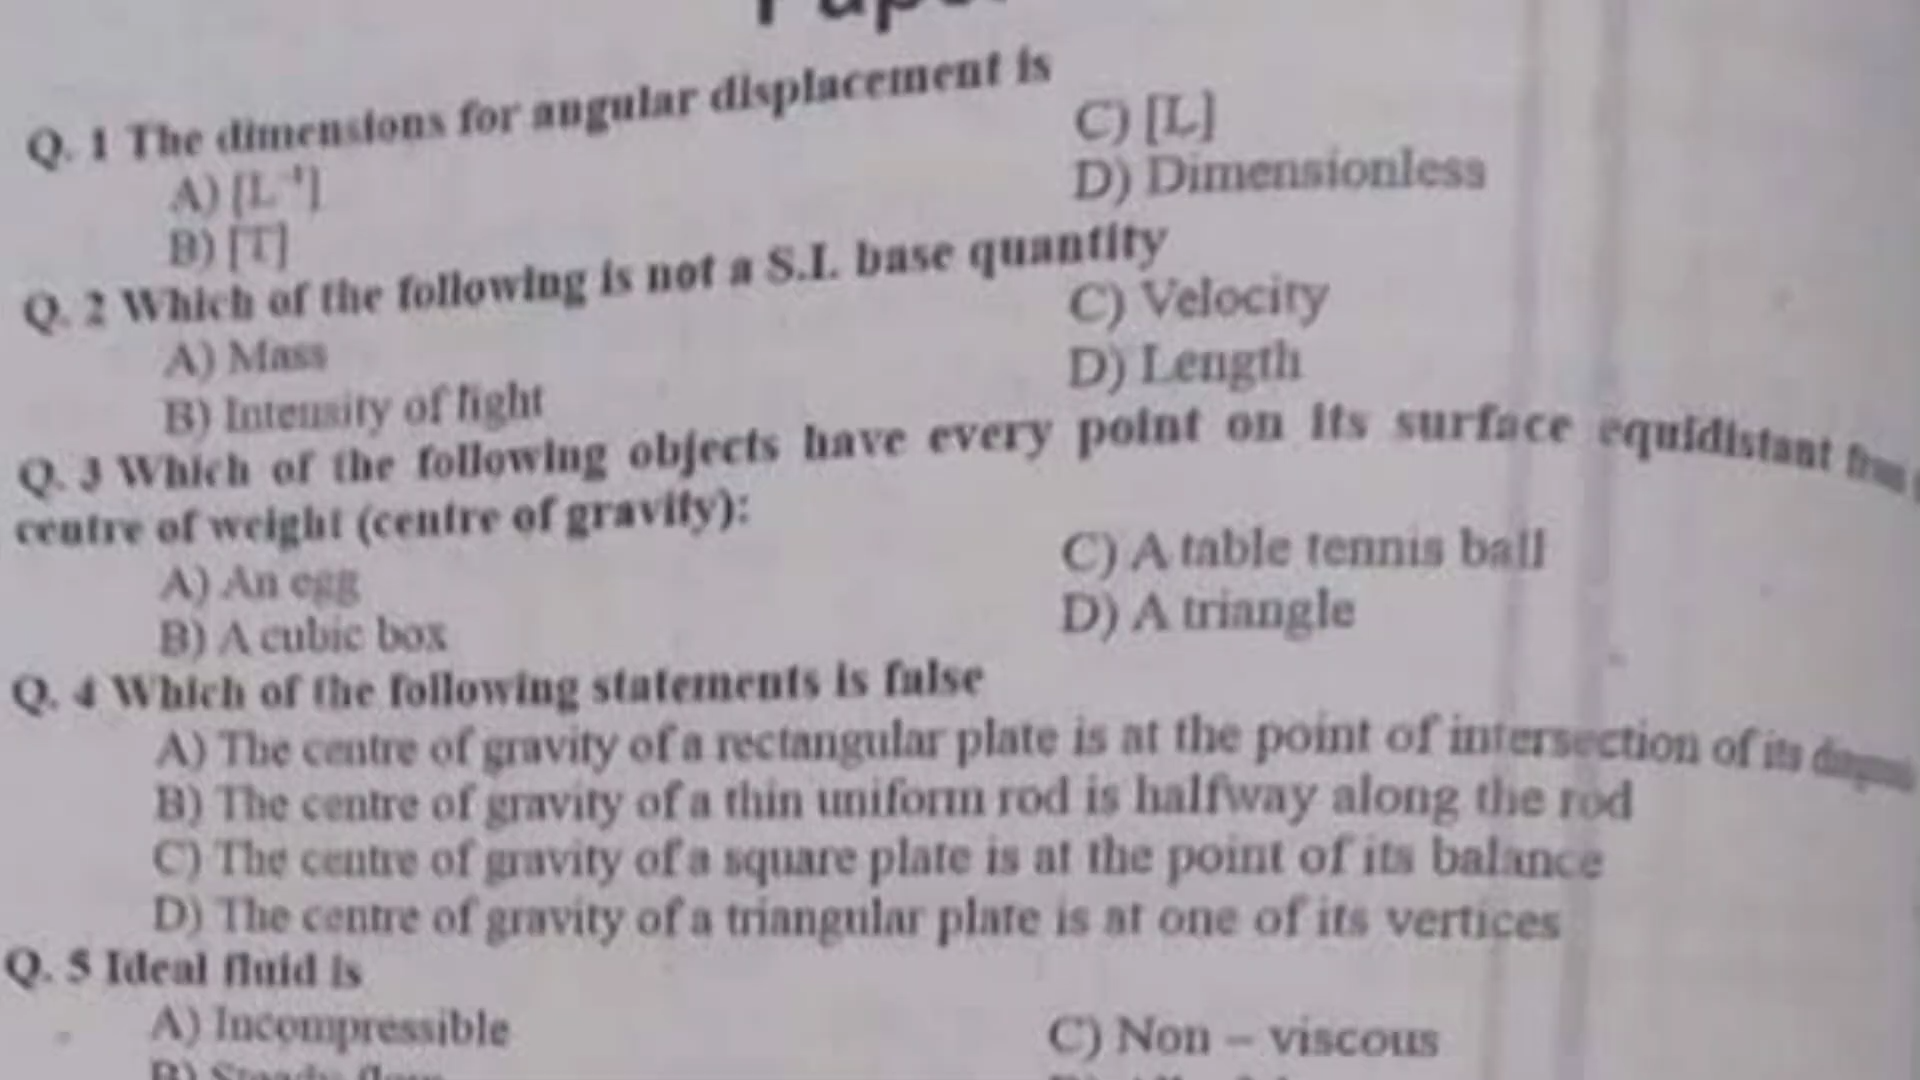 Q. 1 The dimensions for angular displacement is
A) [L⁻¹]
B) [T]
C) [L]
D) Dimensionless
Q. 2 Which of the following is not a S.I. base quantity
A) Mass
B) Intensity of light
C) Velocity
D) Length
Q. 3 Which of the following objects have every point on its surface equidistant from
centre of weight (centre of gravity):
A) An egg
B) A cubic box
C) A table tennis ball
D) A triangle
Q. 4 Which of the following statements is false
A) The centre of gravity of a rectangular plate is at the point of intersection of its
B) The centre of gravity of a thin uniform rod is halfway along the rod
C) The centre of gravity of a square plate is at the point of its balance
D) The centre of gravity of a triangular plate is at one of its vertices
Q. 5 Ideal fluid is
A) Incompressible
C) Non – viscous